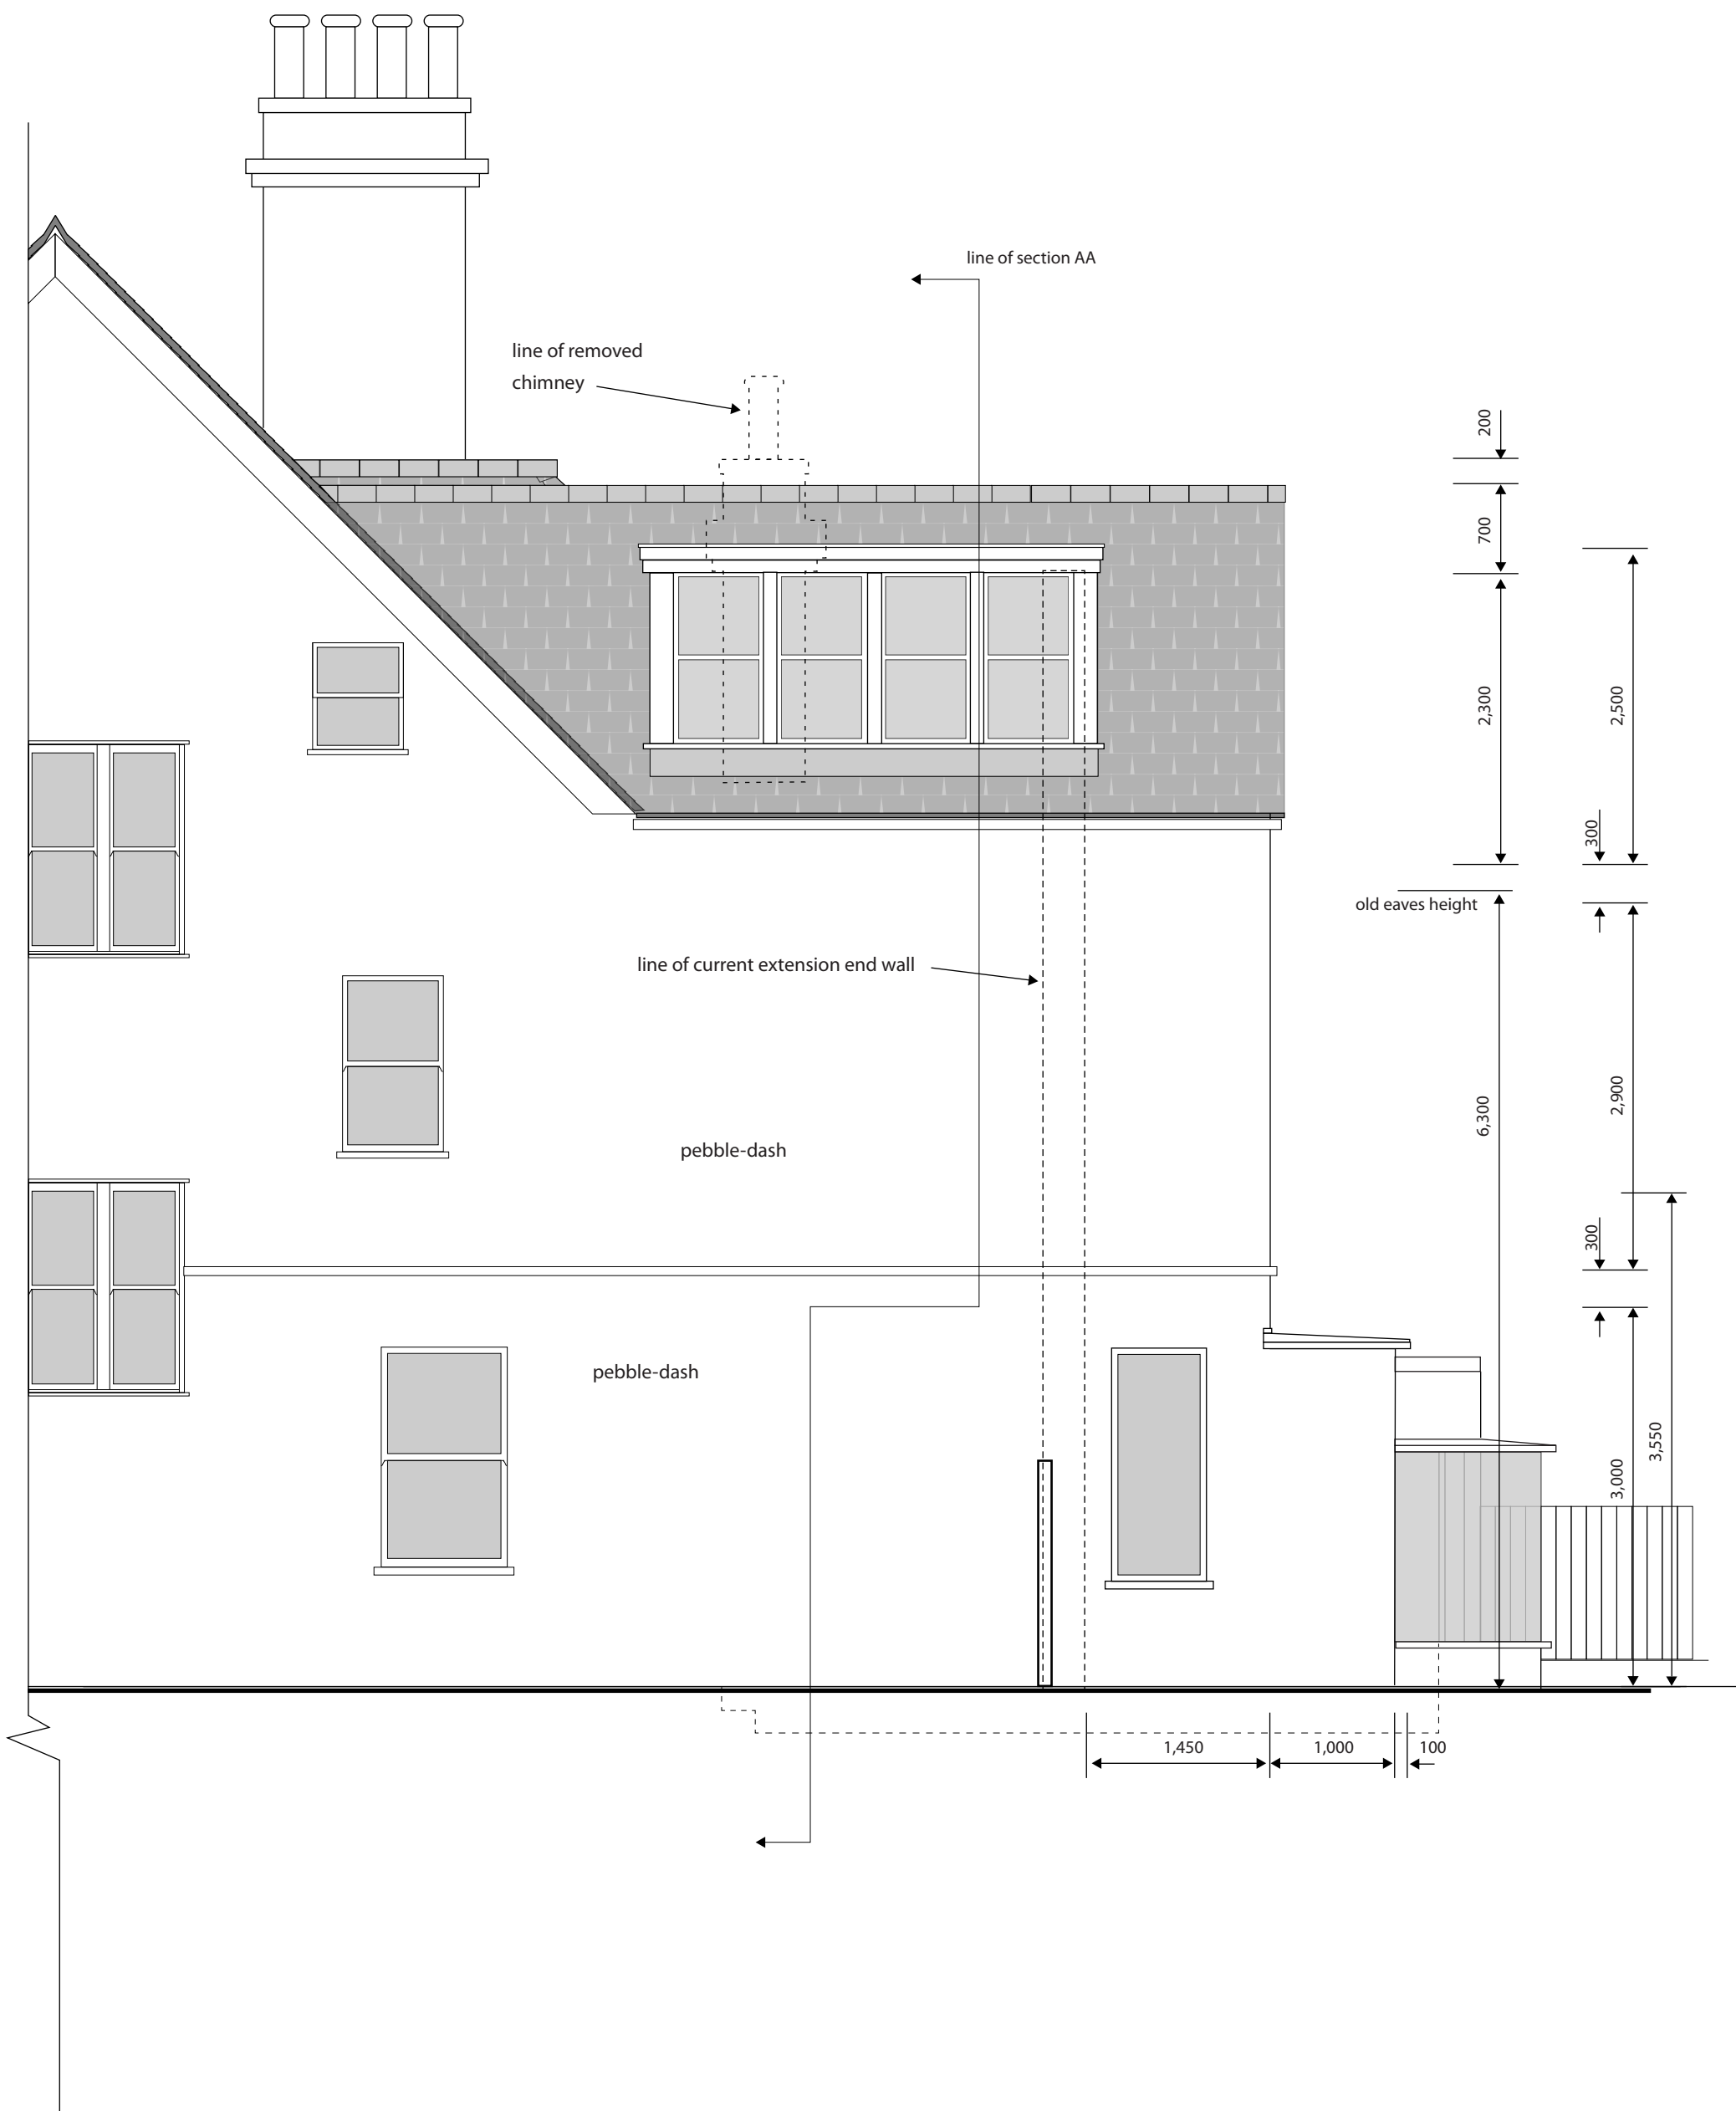 line of section AA
line of removed
chimney
200
700
2,300
2,500
300
old eaves height
line of current extension end wall
2,900
6,300
pebble-dash
300
pebble-dash
3,550
3,000
1,450
1,000
100